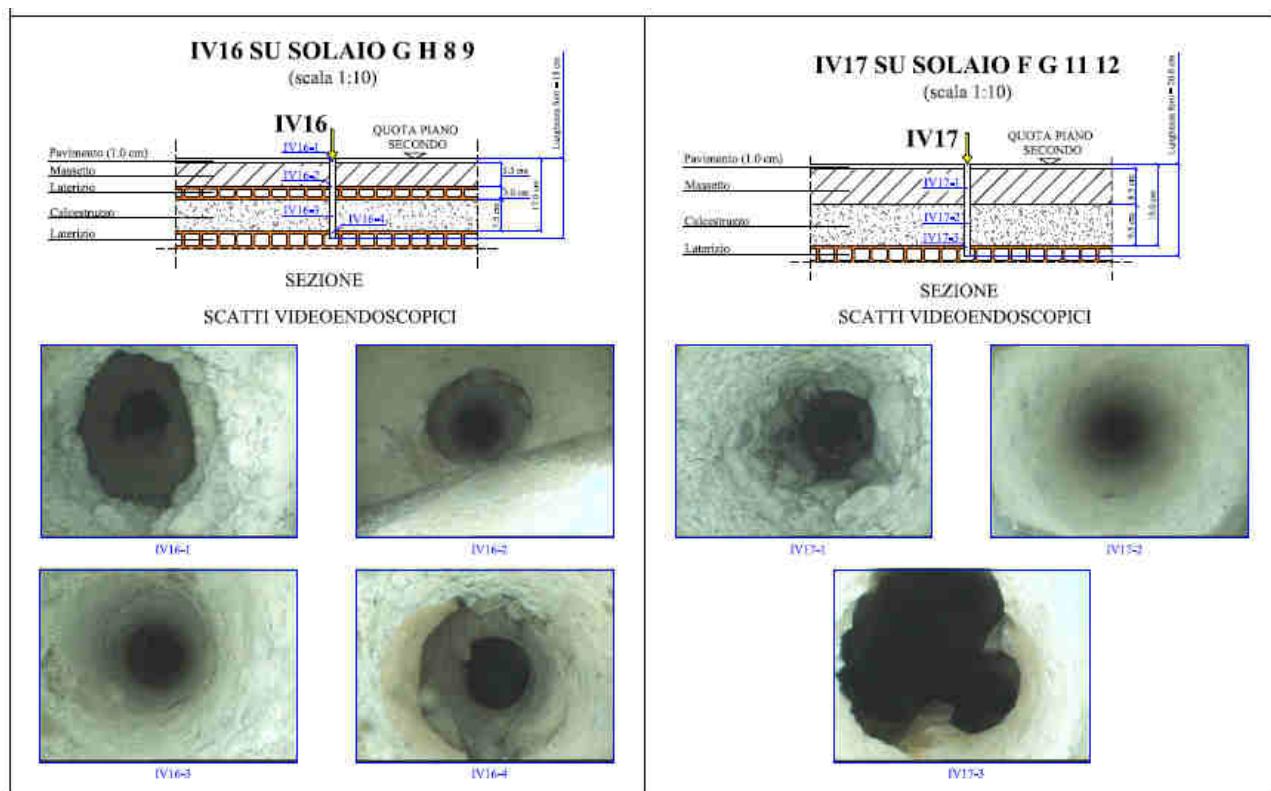 IV16 SU SOLAIO G H 8 9
(scala 1:10)
IV16
QUOTA PIANO
SECONDO
Pavimento (1.0 cm)
Massetto
Laterizio
Calcestruzzo
Laterizio
IV16-1
IV16-2
IV16-3
IV16-4
SEZIONE
SCATTI VIDEOENDOSCOPICI
IV16-1
IV16-2
IV16-3
IV16-4
IV17 SU SOLAIO F G 11 12
(scala 1:10)
IV17
QUOTA PIANO
SECONDO
Pavimento (1.0 cm)
Massetto
Calcestruzzo
Laterizio
IV17-1
IV17-2
IV17-3
SEZIONE
SCATTI VIDEOENDOSCOPICI
IV17-1
IV17-2
IV17-3